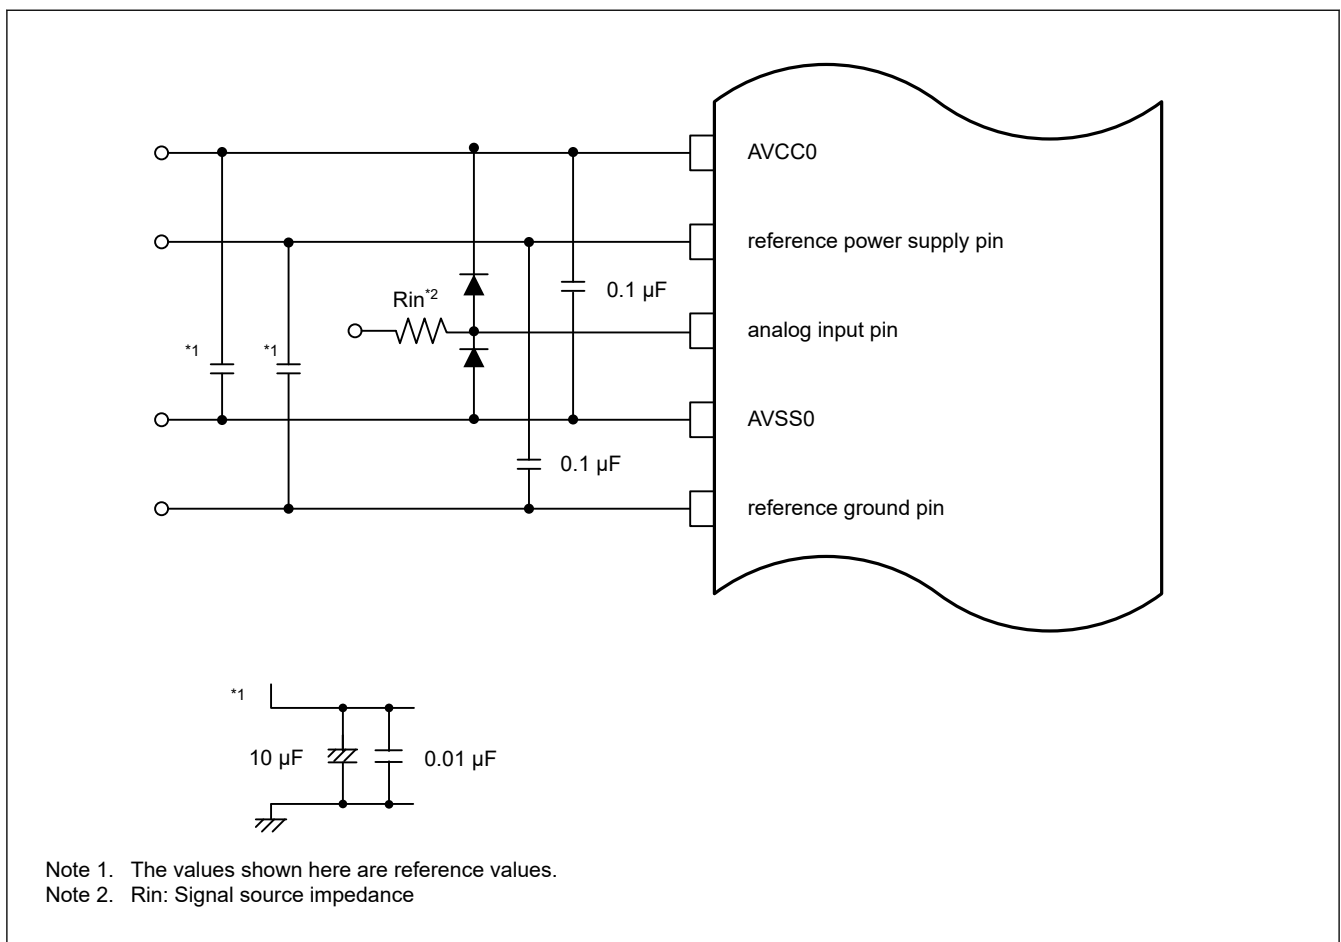 AVCC0
reference power supply pin
0.1 µF
Rin*2
analog input pin
*1
*1
AVSS0
0.1 µF
reference ground pin
*1
10 µF
0.01 µF
Note 1. The values shown here are reference values.
Note 2. Rin: Signal source impedance